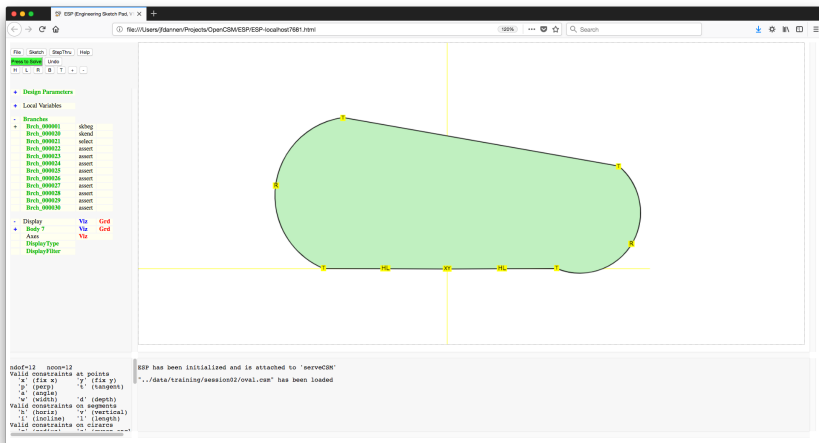 ESP (Engineering Sketch Pad, V
file:///Users/jfdannen/Projects/OpenCSM/ESP/ESP-localhost7681.html
120%
Search
File Sketch StepThru Help
Press to Solve Undo
H L R B T + -
+ Design Parameters
+ Local Variables
- Branches
+ Brch_000001 skbeg
Brch_000020 skend
Brch_000021 select
Brch_000022 assert
Brch_000023 assert
Brch_000024 assert
Brch_000025 assert
Brch_000026 assert
Brch_000027 assert
Brch_000028 assert
Brch_000029 assert
Brch_000030 assert
- Display Viz Grd
+ Body 7 Viz Grd
Axes Viz
DisplayType
DisplayFilter
T
T
R
R
T HL XY HL T
ndof=12 ncon=12
Valid constraints at points
'x' (fix x) 'y' (fix y)
'p' (perp) 't' (tangent)
'a' (angle)
'w' (width) 'd' (depth)
Valid constraints on segments
'h' (horiz) 'v' (vertical)
'i' (incline) 'l' (length)
Valid constraints on cirarcs
ESP has been initialized and is attached to 'serveCSM'
"../data/training/session02/oval.csm" has been loaded